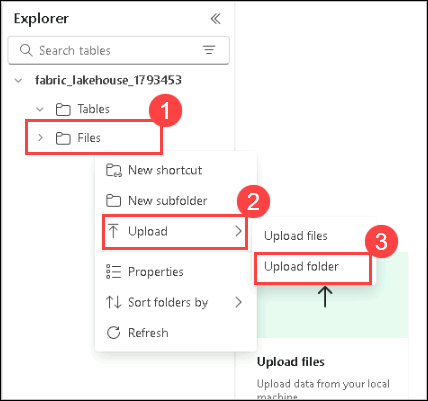 Explorer
Search tables
fabric_lakehouse_1793453
Tables
1
Files
New shortcut
New subfolder
2
Upload
Upload files
3
Upload folder
Properties
Sort folders by
Refresh
Upload files
Upload data from your local
machine